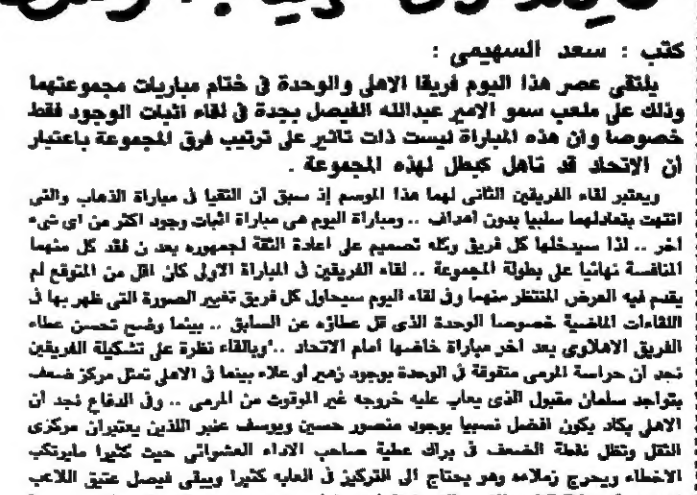 كتب : سعد السهيمي :
يلتقي عصر هذا اليوم فريقا الاهلي والوحدة في ختام مباريات مجموعتهما
وذلك على ملعب سمو الامير عبدالله الفيصل بجدة في لقاء اثبات الوجود فقط
خصوصا وان هذه المباراة ليست ذات تاثير على ترتيب فرق المجموعة باعتبار
أن الاتحاد قد تاهل كبطل لهذه المجموعة .
ويعتبر لقاء الفريقين الثاني لهما هذا الموسم إذ سبق ان التقيا في مباراة الذهاب والتي
انتهت بتعادلهما سلبيا بدون اهداف .. ومباراة اليوم هي مباراة اثبات وجود اكثر من اي شيء
اخر .. لذا سيدخلها كل فريق وكله تصميم على اعادة الثقة لجمهوره بعد ن فقد كل منهما
المنافسة نهائيا على بطولة المجموعة .. لقاء الفريقين في المباراة الاولى كان اقل من المتوقع لم
يقدم فيه العرض المنتظر منهما وفي لقاء اليوم سيحاول كل فريق تغيير الصورة التي ظهر بها في
اللقاءات الماضية خصوصا الوحدة الذي قل عطاؤه عن السابق .. بينما وضح تحسن عطاء
الفريق الاهلاوي بعد اخر مباراة خاضها امام الاتحاد .. وبالقاء نظرة على تشكيلة الفريقين
نجد ان حراسة المرمى متفوقة في الوحدة بوجود زهير او علاء بينما في الاهلي تمثل مركز ضعف
بتواجد سلمان مقبول الذي يعاب عليه خروجه غير الموقوت من المرمى .. وفي الدفاع نجد ان
الاهلي يكاد يكون افضل نسبيا بوجود منصور حسين ويوسف عنبر اللذين يعتبران مركزي
الثقل وتظل نقطة الضعف في براك عطية صاحب الاداء العشوائي حيث كثيرا مايرتكب
الاخطاء ويحرج زملاءه وهو يحتاج الى التركيز في العابه كثيرا ويبقى فيصل عتيق اللاعب